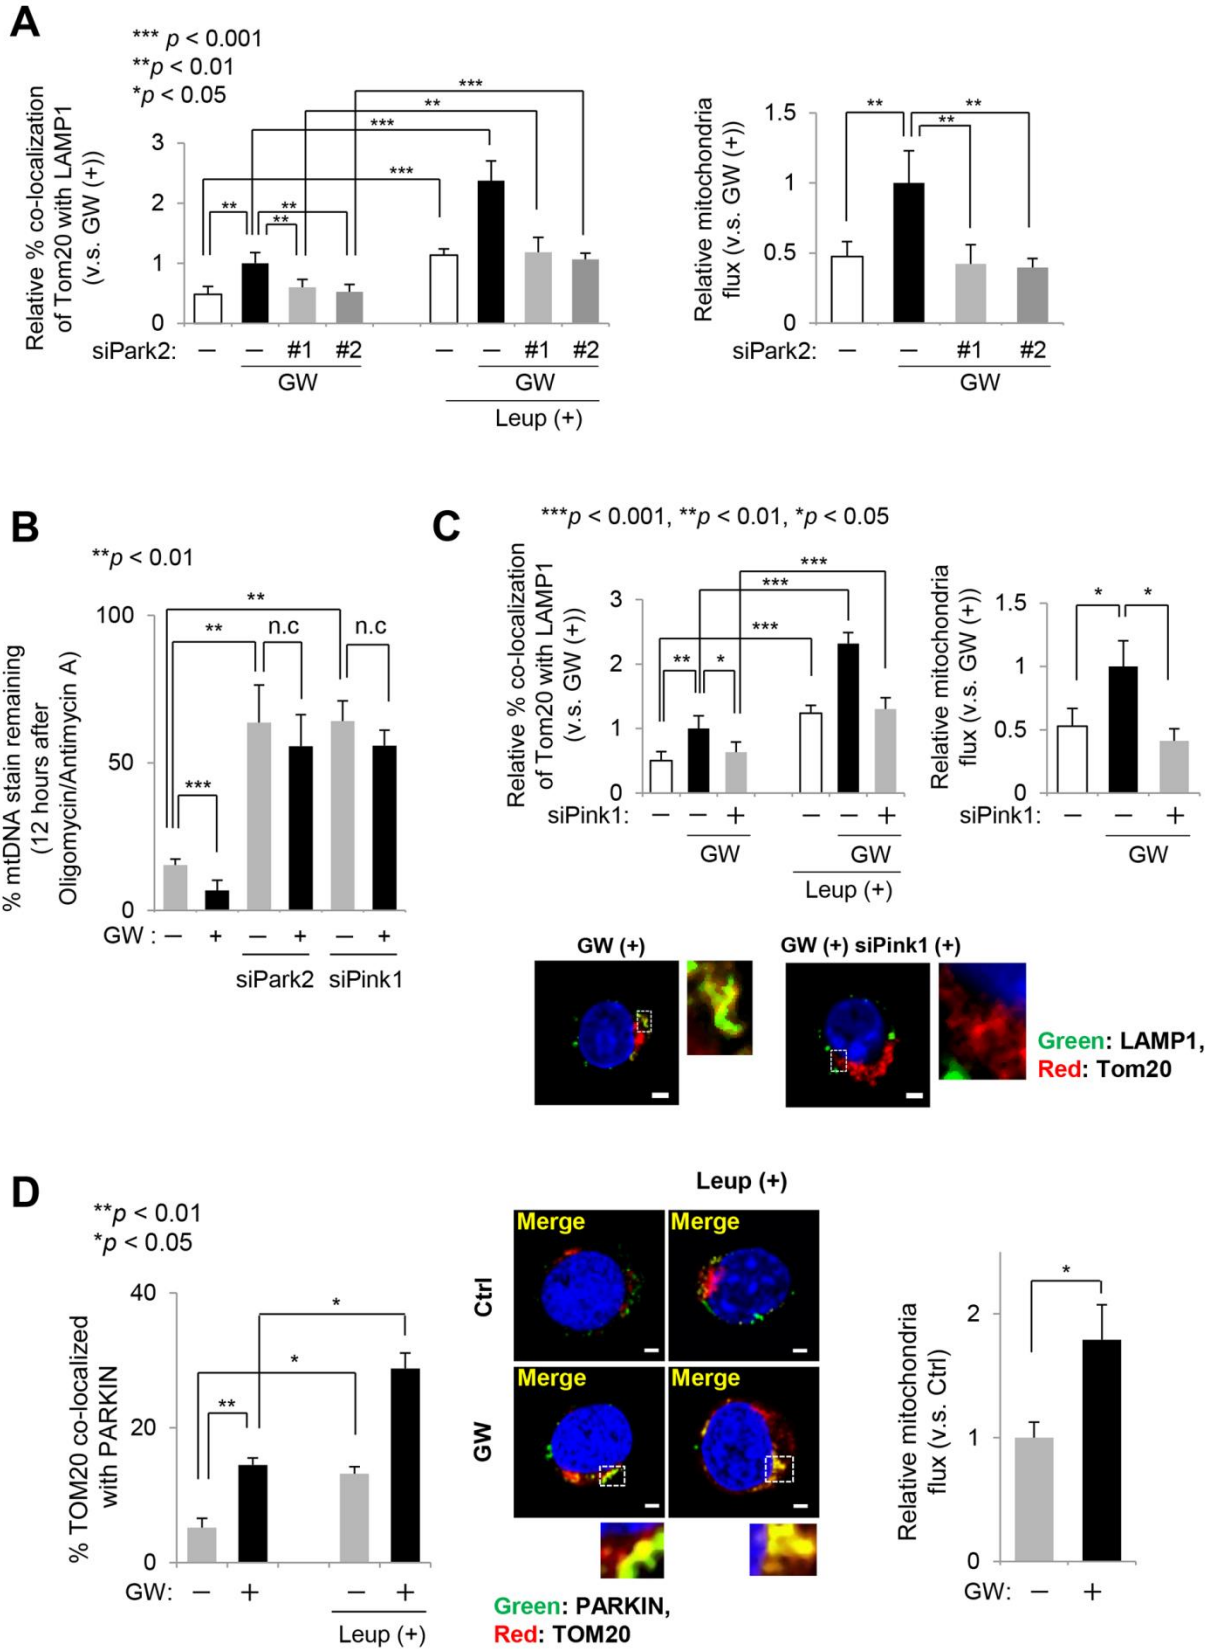 A
*** p < 0.001
**p < 0.01
*p < 0.05
Relative % co-localization
of Tom20 with LAMP1
(v.s. GW (+))
3
2
1
0
** ** ** *** *** ** ***
siPark2: – – #1 #2 – – #1 #2
GW GW
Leup (+)
Relative mitochondria
flux (v.s. GW (+))
1.5
1
0.5
0
** ** **
siPark2: – – #1 #2
GW
B
**p < 0.01
% mtDNA stain remaining
(12 hours after
Oligomycin/Antimycin A)
100
50
0
** ** n.c n.c ***
GW : – + – + – +
siPark2 siPink1
C
***p < 0.001, **p < 0.01, *p < 0.05
Relative % co-localization
of Tom20 with LAMP1
(v.s. GW (+))
3
2
1
0
*** *** *** ** *
siPink1: – – + – – +
GW GW
Leup (+)
Relative mitochondria
flux (v.s. GW (+))
1.5
1
0.5
0
* *
siPink1: – – +
GW
GW (+) GW (+) siPink1 (+)
Green: LAMP1,
Red: Tom20
D
**p < 0.01
*p < 0.05
% TOM20 co-localized
with PARKIN
40
20
0
* * **
GW: – + – +
Leup (+)
Leup (+)
Ctrl
Merge Merge
GW
Merge Merge
Green: PARKIN,
Red: TOM20
Relative mitochondria
flux (v.s. Ctrl)
2
1
0
*
GW: – +